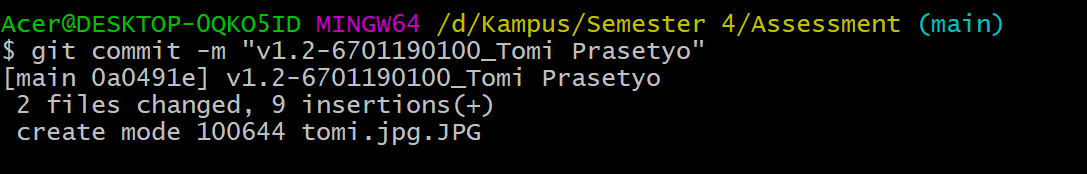 Acer@DESKTOP-0QKO5ID MINGW64 /d/Kampus/Semester 4/Assessment (main)
$ git commit -m "v1.2-6701190100_Tomi Prasetyo"
[main 0a0491e] v1.2-6701190100_Tomi Prasetyo
 2 files changed, 9 insertions(+)
 create mode 100644 tomi.jpg.JPG